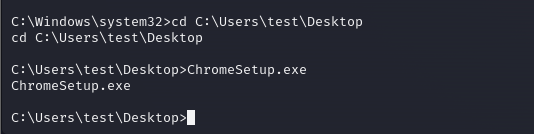 C:\Windows\system32>cd C:\Users\test\Desktop
cd C:\Users\test\Desktop
C:\Users\test\Desktop>ChromeSetup.exe
ChromeSetup.exe
C:\Users\test\Desktop>